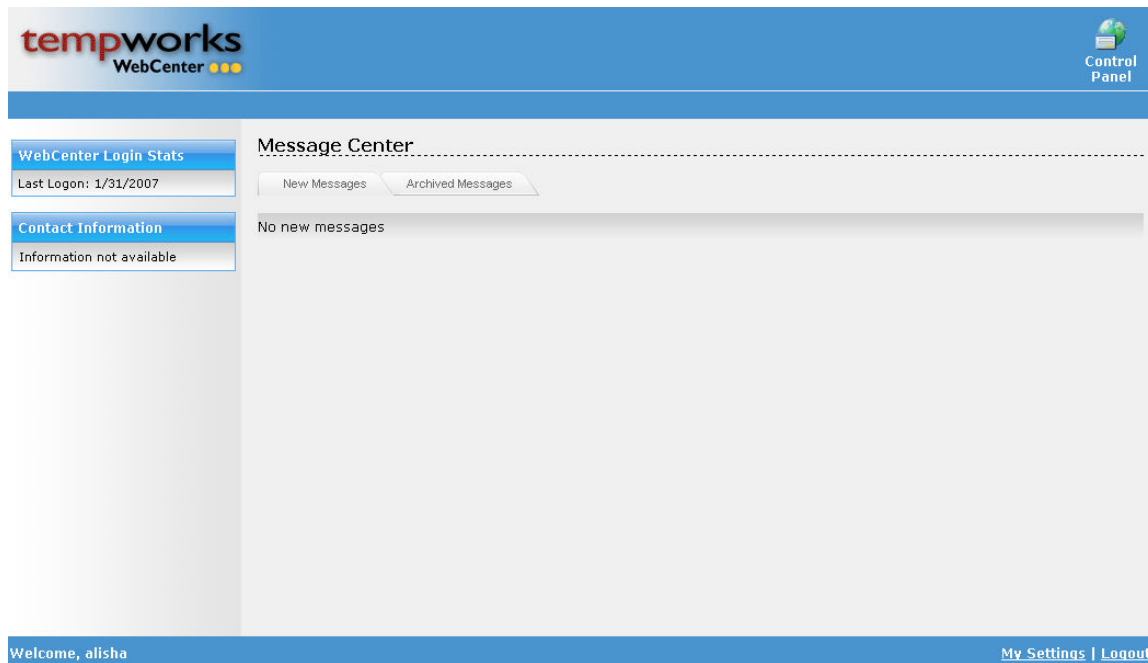 tempworks
WebCenter
Control
Panel
WebCenter Login Stats
Last Logon: 1/31/2007
Contact Information
Information not available
Message Center
New Messages
Archived Messages
No new messages
Welcome, alisha
My Settings | Logout